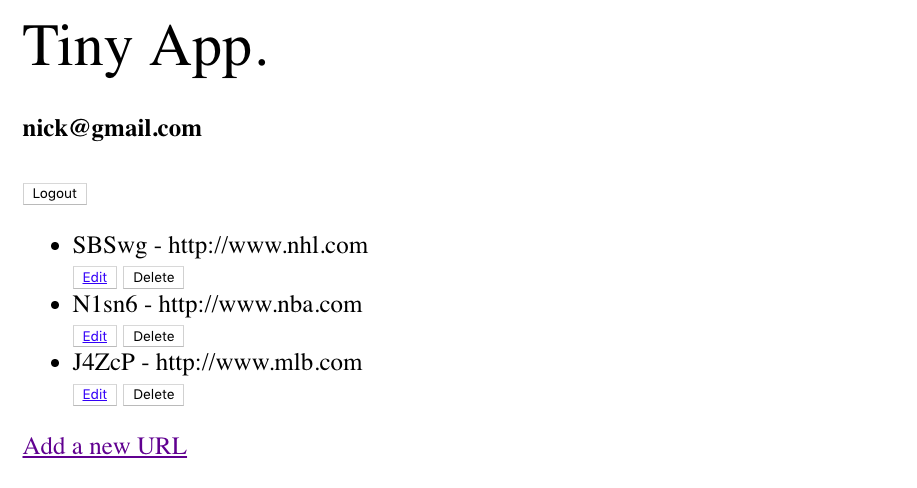 Tiny App.
nick@gmail.com
Logout
SBSwg - http://www.nhl.com
Edit Delete
N1sn6 - http://www.nba.com
Edit Delete
J4ZcP - http://www.mlb.com
Edit Delete
Add a new URL